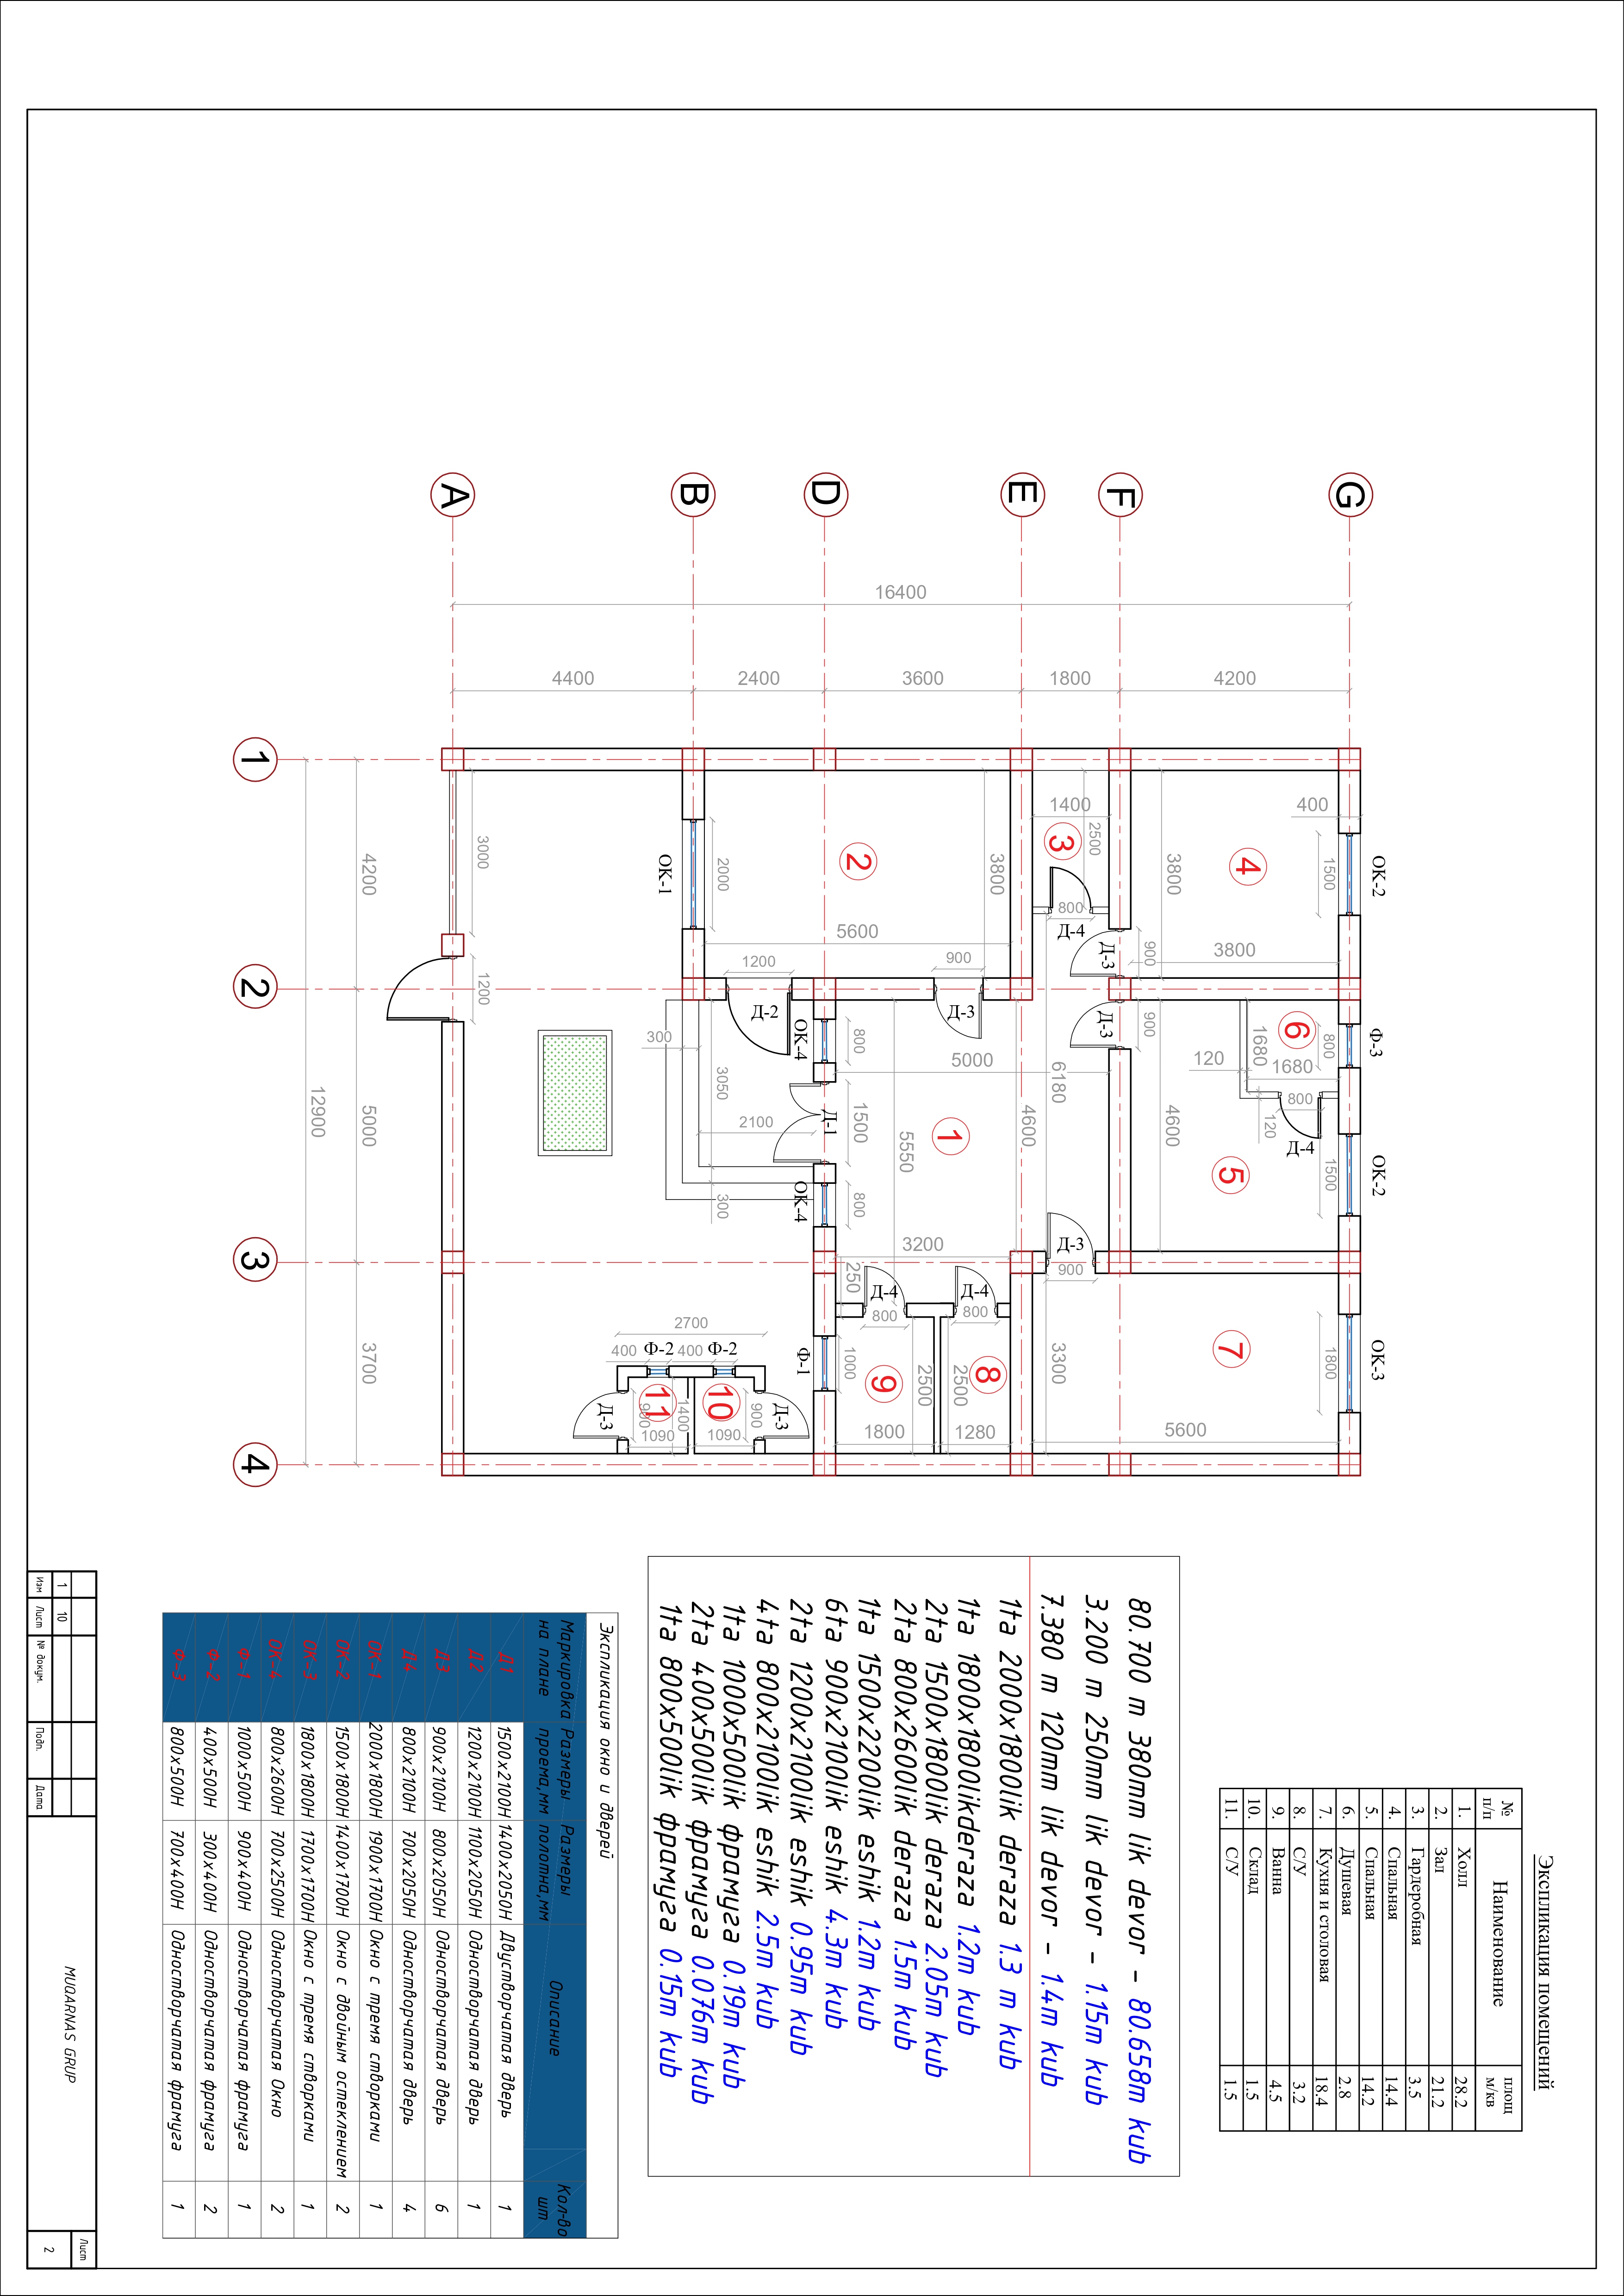 Экспликация помещений
№ п/п Наименование площ м/кв
1. Холл 28.2
2. Зал 21.2
3. Гардеробная 3.5
4. Спальная 14.4
5. Спальная 14.2
6. Душевая 2.8
7. Кухня и столовая 18.4
8. С/У 3.2
9. Ванна 4.5
10. Склад 1.5
11. С/У 1.5
80.700 m 380mm lik devor - 80.658m kub
3.200 m 250mm lik devor - 1.15m kub
7.380 m 120mm lik devor - 1.4m kub
1ta 2000x1800lik deraza 1.3 m kub
1ta 1800x1800likderaza 1.2m kub
2ta 1500x1800lik deraza 2.05m kub
2ta 800x2600lik deraza 1.5m kub
1ta 1500x2200lik eshik 1.2m kub
6ta 900x2100lik eshik 4.3m kub
2ta 1200x2100lik eshik 0.95m kub
4ta 800x2100lik eshik 2.5m kub
1ta 1000x500lik фрамуга 0.19m kub
2ta 400x500lik фрамуга 0.076m kub
1ta 800x500lik фрамуга 0.15m kub
Экспликация окно и дверей
Маркировка на плане Размеры проема,мм Размеры полотна,мм Описание Кол-во шт
Д1 1500x2100H 1400x2050H Двустворчатая дверь 1
Д2 1200x2100H 1100x2050H Одностворчатая дверь 1
Д3 900x2100H 800x2050H Одностворчатая дверь 6
Д4 800x2100H 700x2050H Одностворчатая дверь 4
ОК-1 2000x1800H 1900x1700H Окно с тремя створками 1
ОК-2 1500x1800H 1400x1700H Окно с двойным остеклением 2
ОК-3 1800x1800H 1700x1700H Окно с тремя створками 1
ОК-4 800x2600H 700x2500H Одностворчатая Окно 2
Ф-1 1000x500H 900x400H Одностворчатая фрамуга 1
Ф-2 400x500H 300x400H Одностворчатая фрамуга 2
Ф-3 800x500H 700x400H Одностворчатая фрамуга 1
ОК-2 Ф-3 ОК-2 ОК-3
G
1500 800 1500 1800
400
6
1680
800
Д-4
1680
120
4
5
7
4200
3800
120
5600
3800
4600
900
900
F
Д-3
Д-3
2500
1400
3
800
Д-4
Д-3
900
1800
6180
3300
E
4600
3800
900
Д-3
5000
1
Д-4
800
8
1280
2500
16400
3600
3200
2500
5550
2
5600
Д-4
800
9
1800
800
1500
800
250
1000
D
Д-1
ОК-4
ОК-4
Ф-1
2400
1200
Д-2
2100
Д-3
900
2000
3050
300
Ф-2
10
1090
B
2700
400
1400
ОК-1
300
Ф-2
11
1090
900
400
Д-3
4400
3000
1200
A
4200
5000
3700
12900
1
2
3
4
1 10
Изм Лист № докум. Подп. Дата
MUQARNAS GRUP
Лист
2